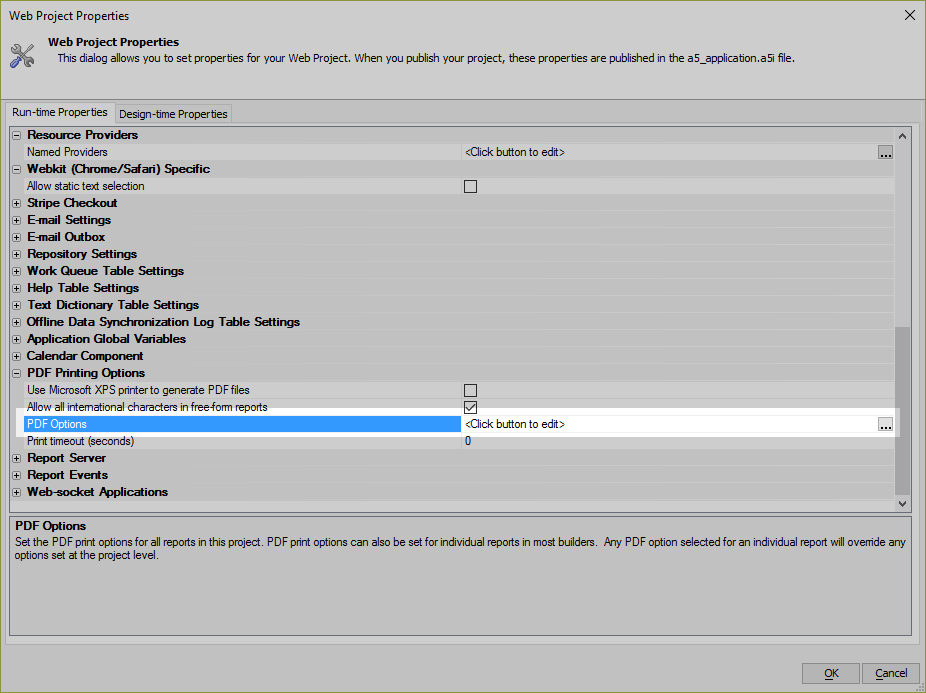 Web Project Properties
Web Project Properties
This dialog allows you to set properties for your Web Project. When you publish your project, these properties are published in the a5_application.a5i file.
Run-time Properties Design-time Properties
Resource Providers
Named Providers <Click button to edit> ...
Webkit (Chrome/Safari) Specific
Allow static text selection
Stripe Checkout
E-mail Settings
E-mail Outbox
Repository Settings
Work Queue Table Settings
Help Table Settings
Text Dictionary Table Settings
Offline Data Synchronization Log Table Settings
Application Global Variables
Calendar Component
PDF Printing Options
Use Microsoft XPS printer to generate PDF files
Allow all international characters in free-form reports
PDF Options <Click button to edit> ...
Print timeout (seconds) 0
Report Server
Report Events
Web-socket Applications
PDF Options
Set the PDF print options for all reports in this project. PDF print options can also be set for individual reports in most builders. Any PDF option selected for an individual report will override any
options set at the project level.
OK Cancel